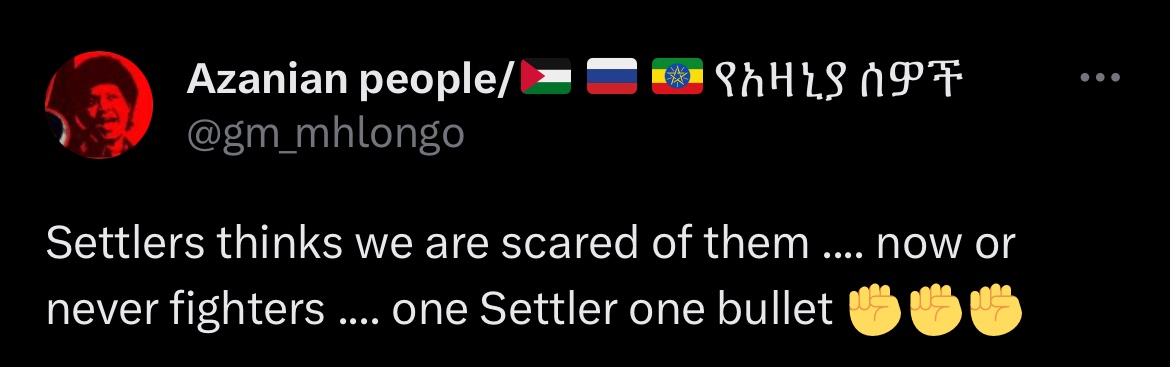 Azanian people/🇵🇸 🇷🇺 🇪🇹 የአዛኒያ ሰዎች
@gm_mhlongo
Settlers thinks we are scared of them .... now or
never fighters .... one Settler one bullet ✊✊✊